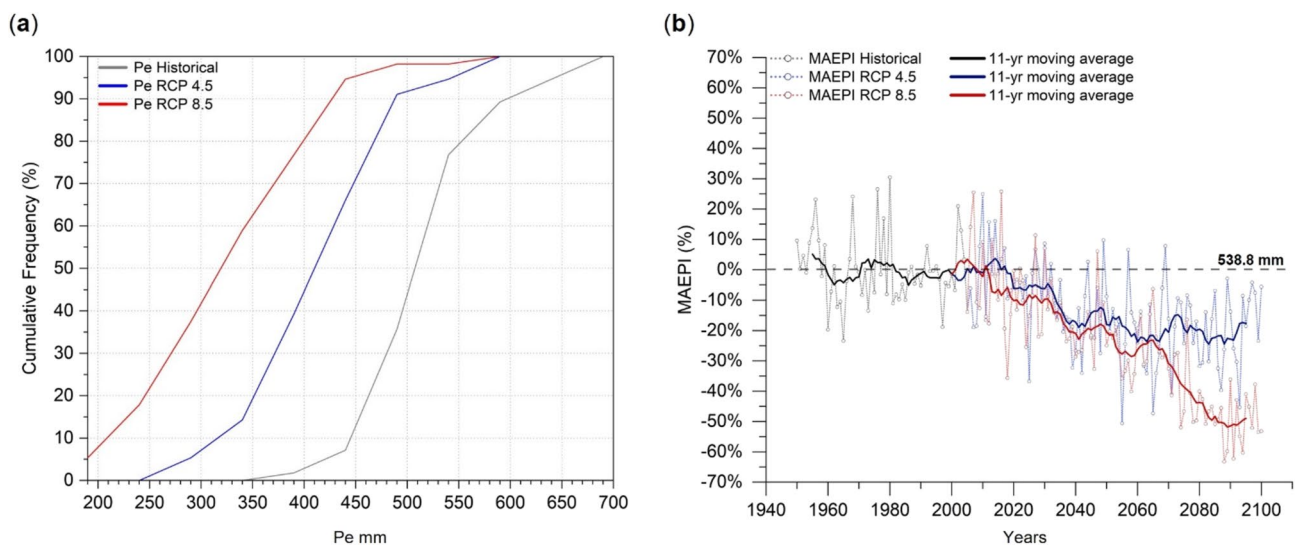 (a)
Pe Historical
Pe RCP 4.5
Pe RCP 8.5
100
90
80
70
60
50
40
30
20
10
0
Cumulative Frequency (%)
200 250 300 350 400 450 500 550 600 650 700
Pe mm
(b)
MAEPI Historical 11-yr moving average
MAEPI RCP 4.5 11-yr moving average
MAEPI RCP 8.5 11-yr moving average
70%
60%
50%
40%
30%
20%
10%
0%
-10%
-20%
-30%
-40%
-50%
-60%
-70%
MAEPI (%)
538.8 mm
1940 1960 1980 2000 2020 2040 2060 2080 2100
Years